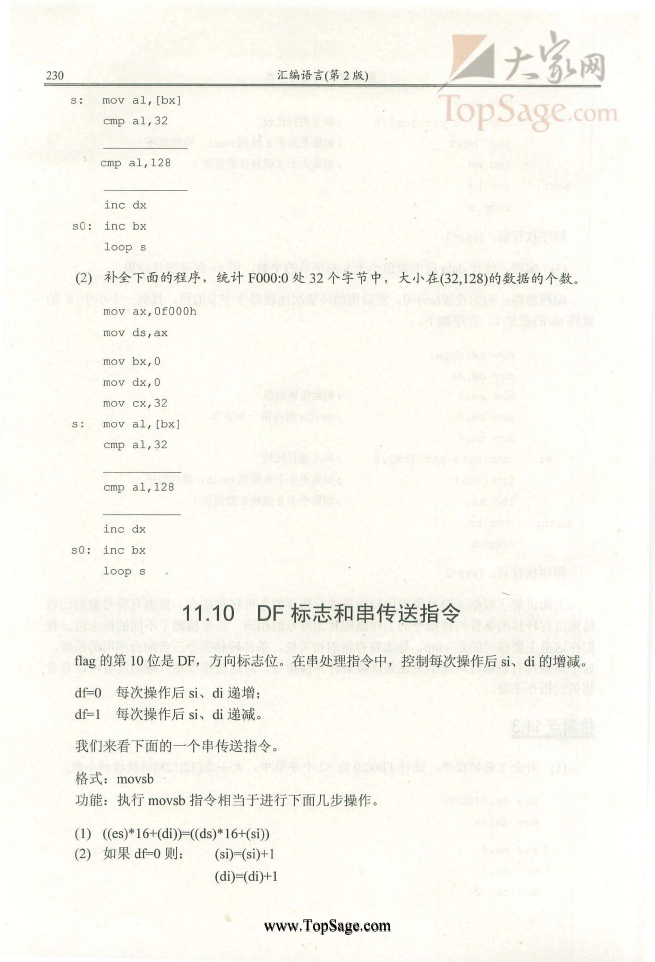 大家网
TopSage.com
230 汇编语言(第 2 版)
s: mov al,[bx]
cmp al,32
____________
cmp al,128
____________
inc dx
s0: inc bx
loop s
(2) 补全下面的程序，统计 F000:0 处 32 个字节中，大小在(32,128)的数据的个数。
mov ax,0f000h
mov ds,ax
mov bx,0
mov dx,0
mov cx,32
s: mov al,[bx]
cmp al,32
____________
cmp al,128
____________
inc dx
s0: inc bx
loop s
11.10 DF 标志和串传送指令
flag 的第 10 位是 DF，方向标志位。在串处理指令中，控制每次操作后 si、di 的增减。
df=0 每次操作后 si、di 递增；
df=1 每次操作后 si、di 递减。
我们来看下面的一个串传送指令。
格式：movsb
功能：执行 movsb 指令相当于进行下面几步操作。
(1) ((es)*16+(di))=((ds)*16+(si))
(2) 如果 df=0 则： (si)=(si)+1
(di)=(di)+1
www.TopSage.com